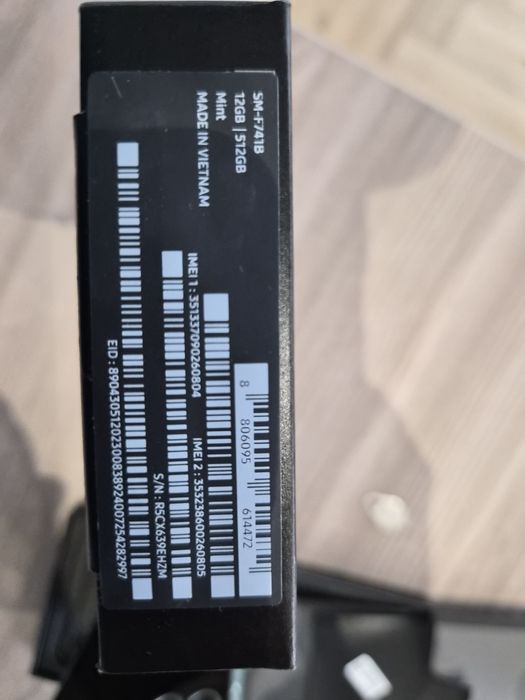 SM-F741B
12GB | 512GB
Mint
MADE IN VIETNAM
8 806095 614472
IMEI 1 : 351337090260804
IMEI 2 : 353238600260805
S/N : R5CX639EHZM
EID : 89043051202300838924007254282997